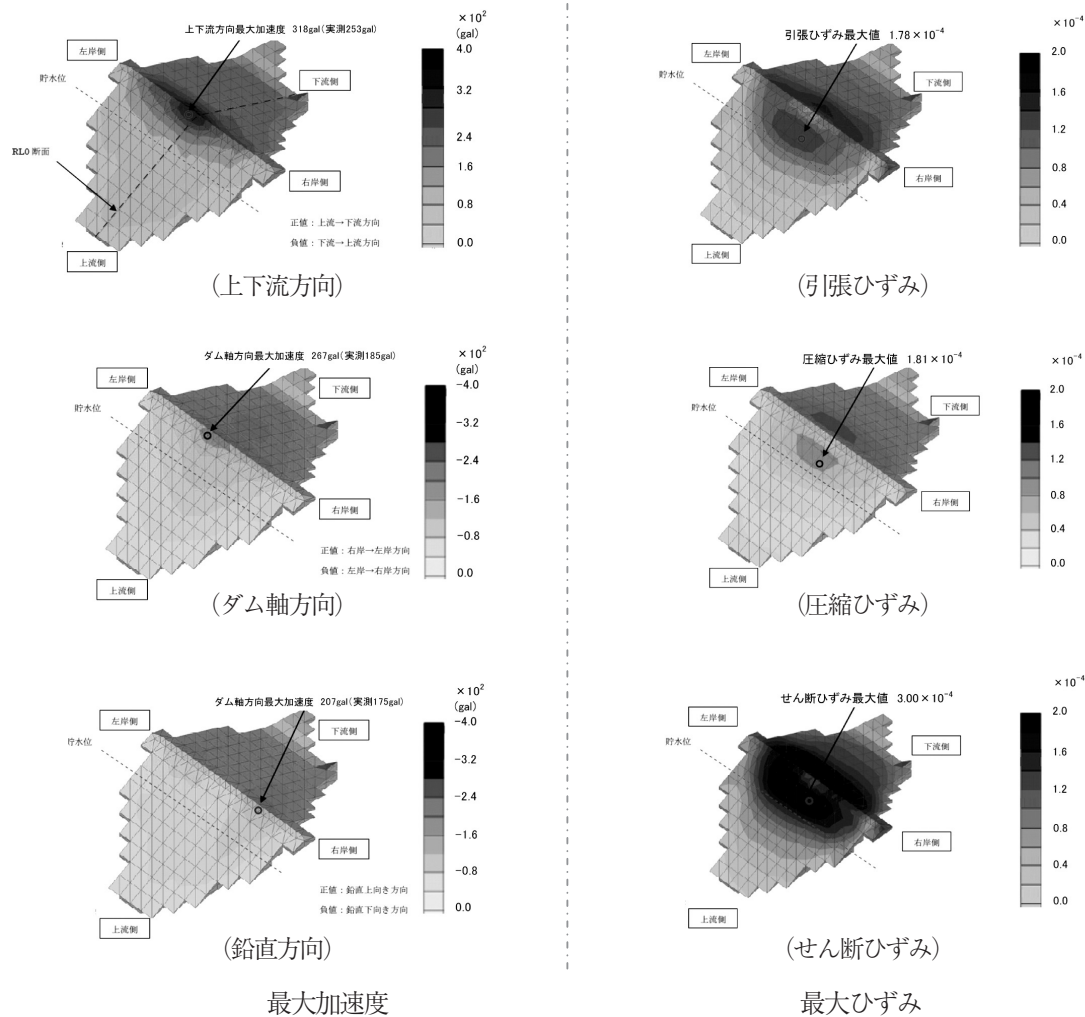 上下流方向最大加速度 318gal(実測253gal)
×10²
(gal)
4.0
3.2
2.4
1.6
0.8
0.0
左岸側
貯水位
下流側
RL0 断面
右岸側
正値：上流→下流方向
負値：下流→上流方向
上流側
(上下流方向)
引張ひずみ最大値 1.78×10⁻⁴
×10⁻⁴
2.0
1.6
1.2
0.8
0.4
0.0
左岸側
貯水位
下流側
右岸側
上流側
(引張ひずみ)
ダム軸方向最大加速度 267gal(実測185gal)
×10²
(gal)
-4.0
-3.2
-2.4
-1.6
-0.8
0.0
左岸側
貯水位
下流側
右岸側
正値：右岸→左岸方向
負値：左岸→右岸方向
上流側
(ダム軸方向)
圧縮ひずみ最大値 1.81×10⁻⁴
×10⁻⁴
2.0
1.6
1.2
0.8
0.4
0.0
左岸側
貯水位
下流側
右岸側
上流側
(圧縮ひずみ)
ダム軸方向最大加速度 207gal(実測175gal)
×10²
(gal)
-4.0
-3.2
-2.4
-1.6
-0.8
0.0
左岸側
貯水位
下流側
右岸側
正値：鉛直上向き方向
負値：鉛直下向き方向
上流側
(鉛直方向)
せん断ひずみ最大値 3.00×10⁻⁴
×10⁻⁴
2.0
1.6
1.2
0.8
0.4
0.0
左岸側
貯水位
下流側
右岸側
上流側
(せん断ひずみ)
最大加速度
最大ひずみ